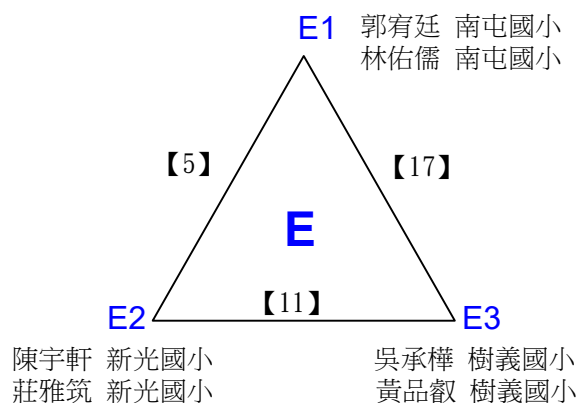 E1
郭宥廷 南屯國小
林佑儒 南屯國小
【5】
【17】
E
【11】
E2
E3
陳宇軒 新光國小
莊雅筑 新光國小
吳承樺 樹義國小
黃品叡 樹義國小